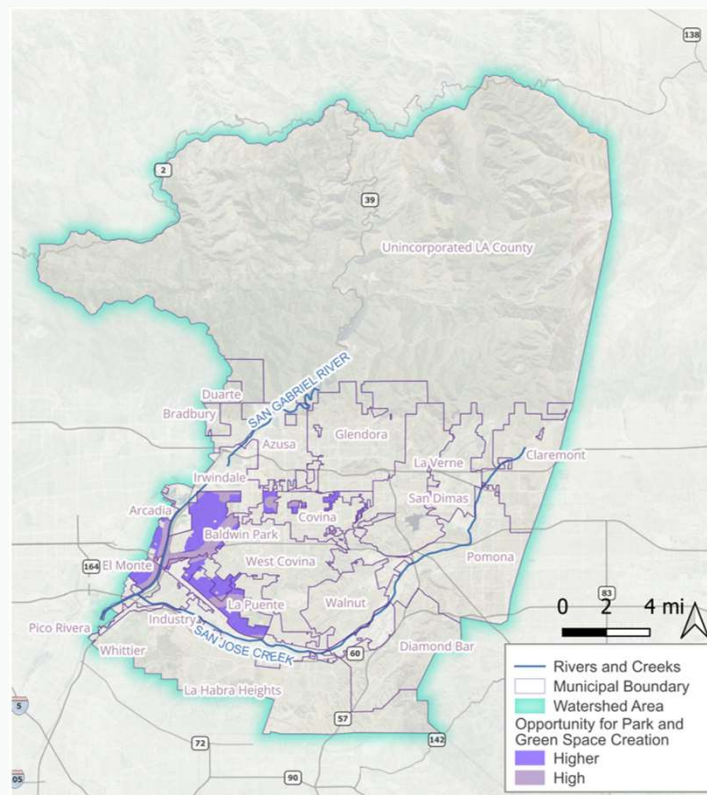 138
2
39
Unincorporated LA County
SAN GABRIEL RIVER
Duarte
Bradbury
Azusa
Glendora
La Verne
Claremont
Irwindale
San Dimas
Arcadia
Covina
Baldwin Park
Pomona
El Monte
West Covina
164
83
La Puente
Walnut
0 2 4 mi
Pico Rivera
Industry
SAN JOSE CREEK
Whittier
60
Diamond Bar
La Habra Heights
5
57
72
142
90
05
Rivers and Creeks
Municipal Boundary
Watershed Area
Opportunity for Park and
Green Space Creation
Higher
High